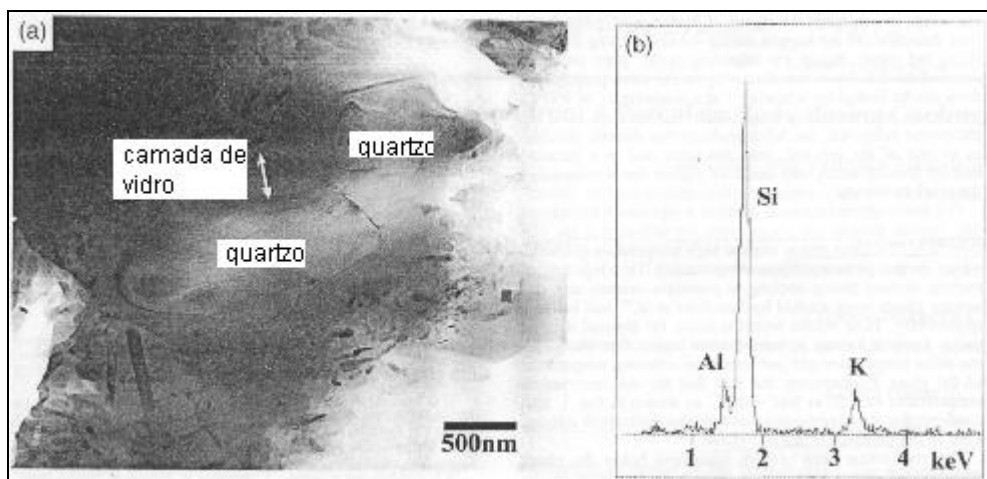 (a)
camada de
vidro
quartzo
quartzo
500nm
(b)
Si
Al
K
1 2 3 4 keV